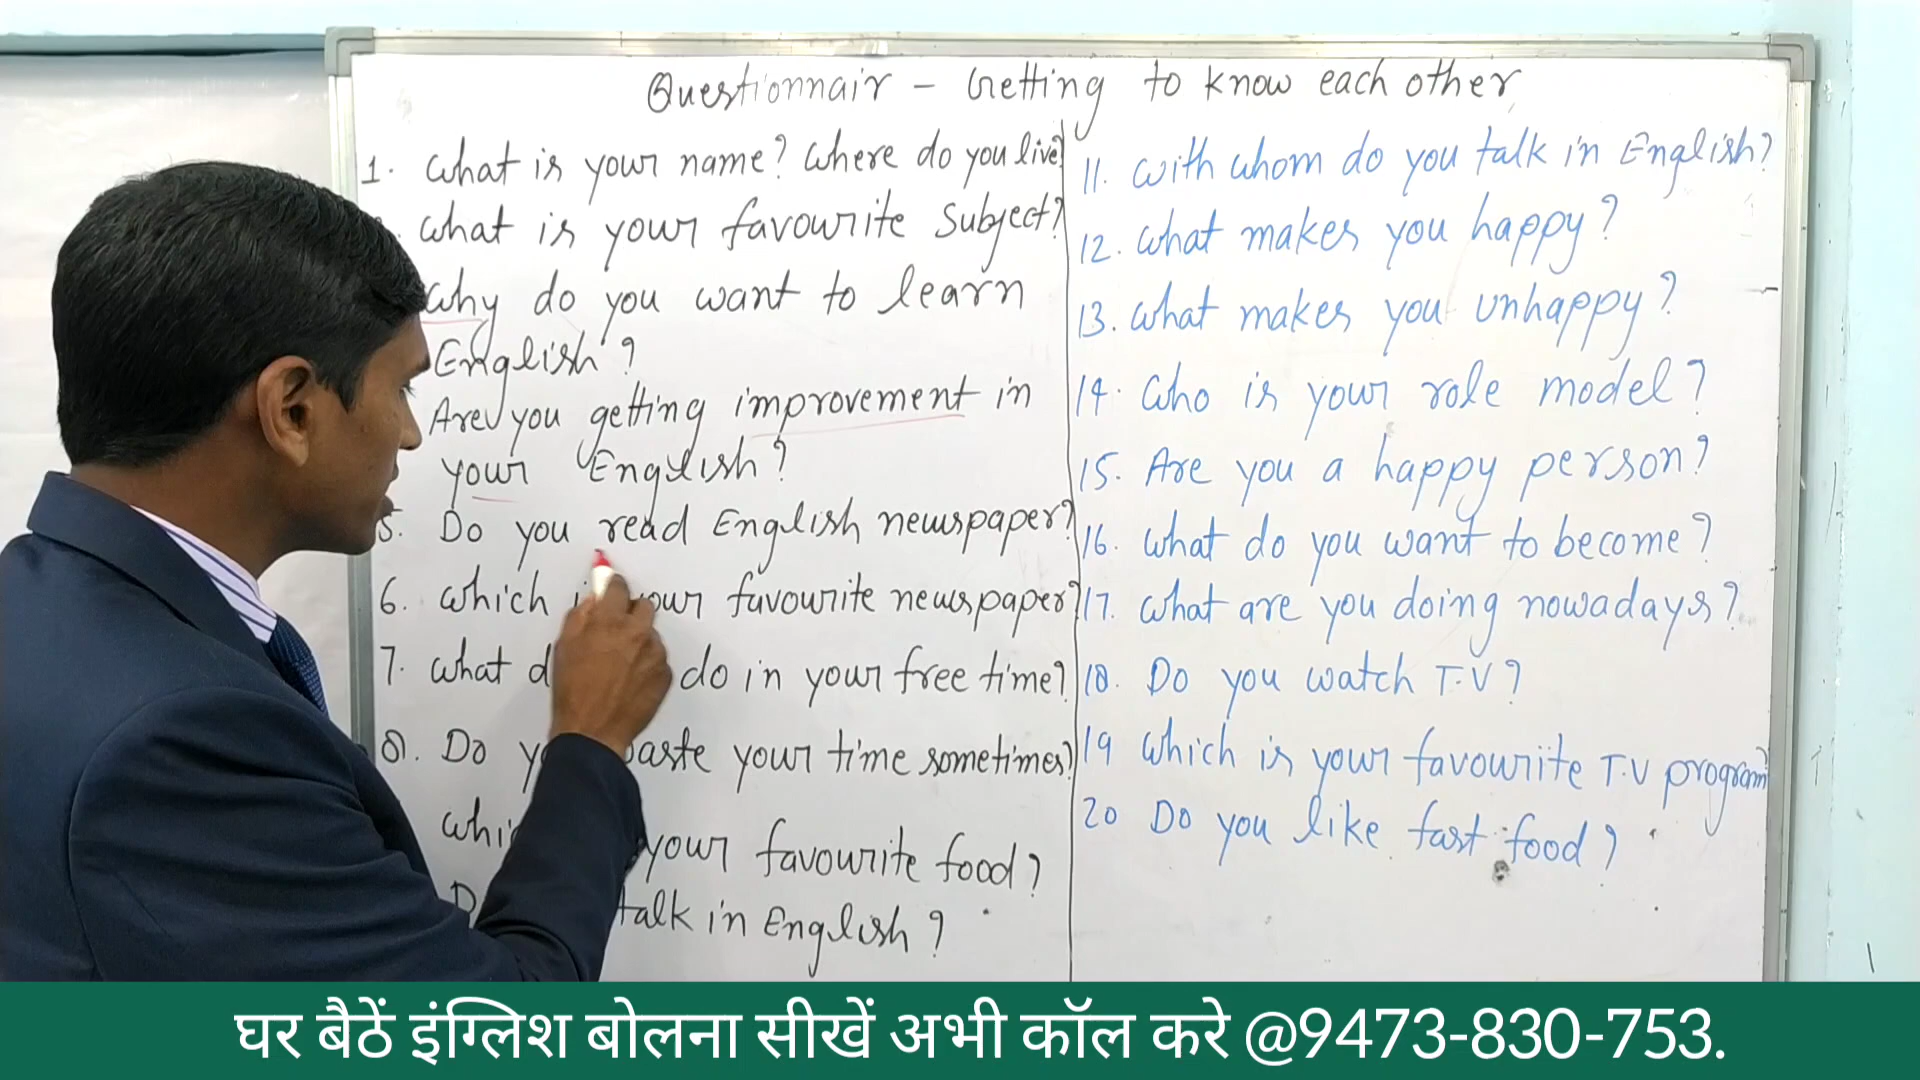 Questionnair - Getting to know each other
1. What is your name? Where do you live?
What is your favourite Subject?
Why do you want to learn
English?
Are you getting improvement in
your English?
5. Do you read English newspaper?
6. Which your favourite newspaper?
7. What do in your free time?
8. Do your time sometimes?
your favourite food?
talk in English?
11. With whom do you talk in English?
12. What makes you happy?
13. What makes you unhappy?
14. Who is your role model?
15. Are you a happy person?
16. What do you want to become?
17. What are you doing nowadays?
18. Do you watch T.V?
19 Which is your favouriite T.V program?
20 Do you like fast food?
घर बैठें इंग्लिश बोलना सीखें अभी कॉल करे @9473-830-753.